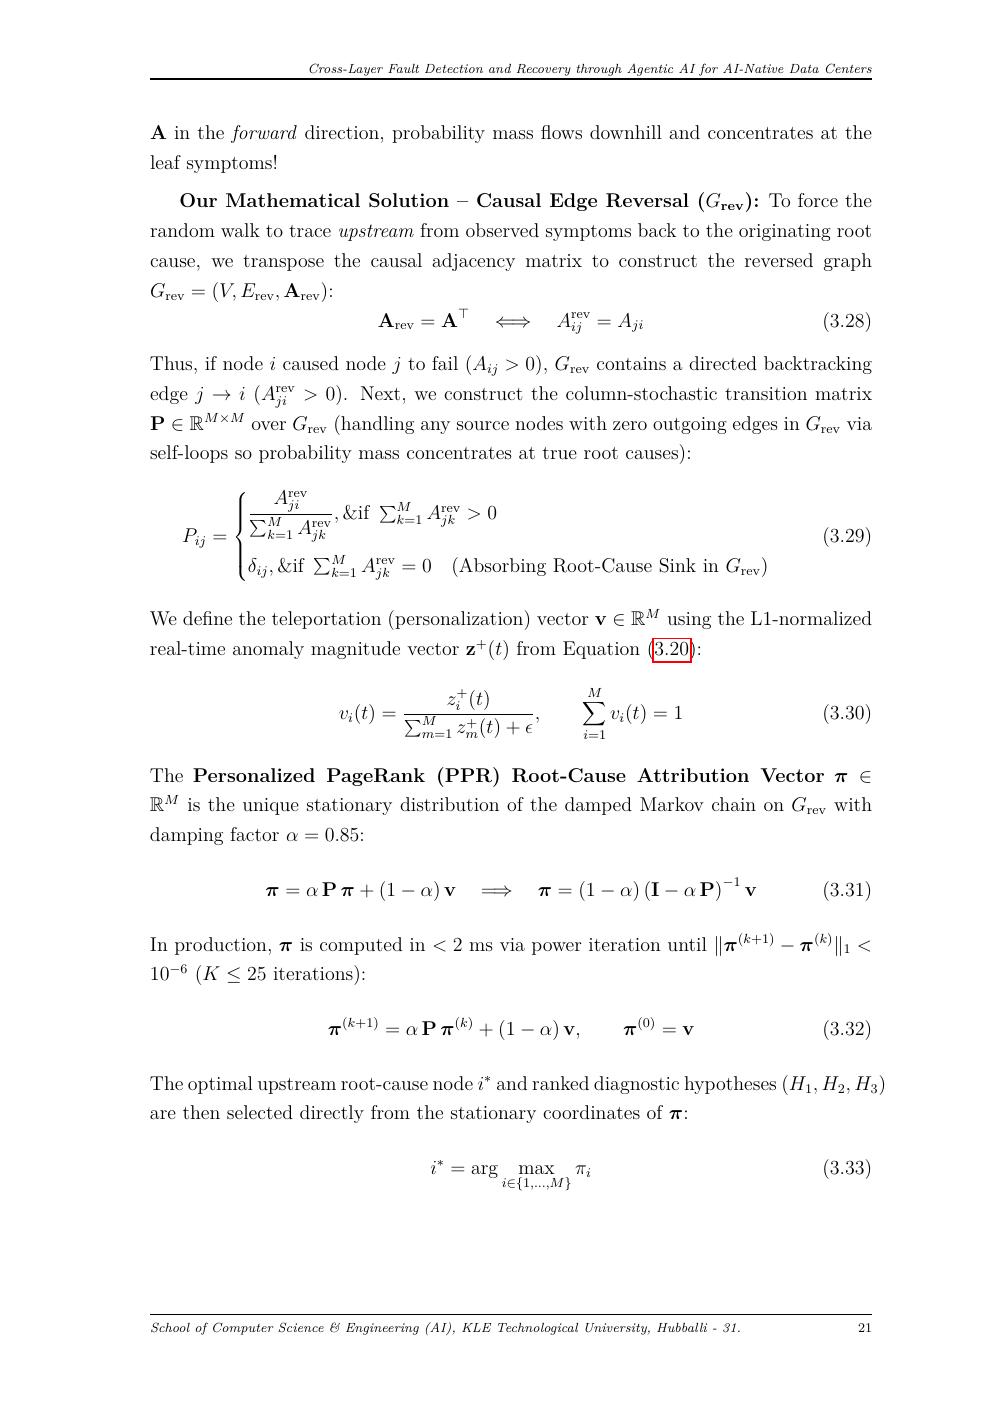 Cross-Layer Fault Detection and Recovery through Agentic AI for AI-Native Data Centers
A in the forward direction, probability mass flows downhill and concentrates at the
leaf symptoms!
Our Mathematical Solution – Causal Edge Reversal (G_rev): To force the
random walk to trace upstream from observed symptoms back to the originating root
cause, we transpose the causal adjacency matrix to construct the reversed graph
G_rev = (V, E_rev, A_rev):
A_rev = A^⊤ ⟺ A_ij^rev = A_ji (3.28)
Thus, if node i caused node j to fail (A_ij > 0), G_rev contains a directed backtracking
edge j → i (A_ji^rev > 0). Next, we construct the column-stochastic transition matrix
P ∈ ℝ^{M×M} over G_rev (handling any source nodes with zero outgoing edges in G_rev via
self-loops so probability mass concentrates at true root causes):
P_ij = { A_ji^rev / ∑_{k=1}^M A_jk^rev, &if ∑_{k=1}^M A_jk^rev > 0
δ_ij, &if ∑_{k=1}^M A_jk^rev = 0 (Absorbing Root-Cause Sink in G_rev) (3.29)
We define the teleportation (personalization) vector v ∈ ℝ^M using the L1-normalized
real-time anomaly magnitude vector z^+(t) from Equation (3.20):
v_i(t) = z_i^+(t) / (∑_{m=1}^M z_m^+(t) + ϵ), ∑_{i=1}^M v_i(t) = 1 (3.30)
The Personalized PageRank (PPR) Root-Cause Attribution Vector π ∈
ℝ^M is the unique stationary distribution of the damped Markov chain on G_rev with
damping factor α = 0.85:
π = α P π + (1 − α) v ⟹ π = (1 − α) (I − α P)^{−1} v (3.31)
In production, π is computed in < 2 ms via power iteration until ‖π^{(k+1)} − π^{(k)}‖_1 <
10^{−6} (K ≤ 25 iterations):
π^{(k+1)} = α P π^{(k)} + (1 − α) v, π^{(0)} = v (3.32)
The optimal upstream root-cause node i* and ranked diagnostic hypotheses (H_1, H_2, H_3)
are then selected directly from the stationary coordinates of π:
i* = arg max_{i∈{1,...,M}} π_i (3.33)
School of Computer Science & Engineering (AI), KLE Technological University, Hubballi - 31. 21